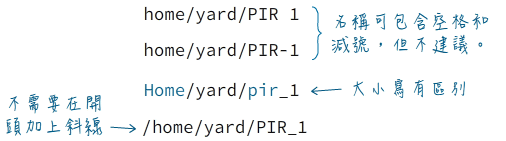 home/yard/PIR 1
home/yard/PIR-1
名稱可包含空格和
減號，但不建議。
Home/yard/pir_1
大小寫有區別
不需要在開
頭加上斜線
/home/yard/PIR_1